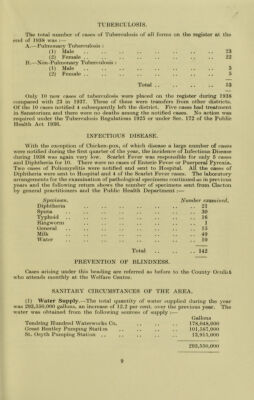 TUBERCULOSIS.
The total number of cases of Tuberculosis of all forms on the register at the
end of 1938 was :—
A.—Pulmonary Tuberculosis :
(1) Male .. .. .. .. .. .. .. 23
(2) Female .. .. .. .. .. .. .. 22
B.—Non-Pulmonary Tuberculosis :
(1) Male .. .. .. .. .. .. .. 3
(2) Female .. .. .. .. .. .. .. 5
Total .. .. 53
Only 10 new cases of tuberculosis were placed on the register during 1938
compared with 23 in 1937. Three of these were transfers from other districts.
Of the 10 cases notified 4 subsequently left the district. Five cases had treatment
in Sanatorium and there were no deaths among the notified cases. No action was
required under the Tuberculosis Regulations 1925 or under Sec. 172 of the Public
Health Act 1936.
INFECTIOUS DISEASE.
With the exception of Chicken-pox, of which disease a large number of cases
were notified during the first quarter of the year, the incidence of Infectious Disease
during 1938 was again very low. Scarlet Fever was responsible for only 5 cases
and Diphtheria for 10. There were no cases of Enteric Fever or Puerperal Pyrexia.
Two cases of Poliomyelitis were notified and sent to Hospital. All the cases of
Diphtheria were sent to Hospital and 4 of the Scarlet Fever cases. The laboratory
arrangements for the examination of pathological specimens continued as in previous
years and the following return shows the number of specimens sent from Clacton
by general practitioners and the Public Health Department :—
Specimen. Number examined.
Diphtheria .. .. .. .. .. 21
Sputa .. .. .. .. .. 30
Typhoid .. .. .. .. .. 16
Ringworm .. .. .. .. .. 1
General .. .. .. .. .. 15
Milk .. .. .. .. .. 49
Water .. .. .. .. .. 10
Total .. .. 142
PREVENTION OF BLINDNESS.
Cases arising under this heading are referred as before to the County Oculist
who attends monthly at the Welfare Centre.
SANITARY CIRCUMSTANCES OF THE AREA.
(1) Water Supply.—The total quantity of water supplied during the year
was 293,550,000 gallons, an increase of 12.2 per cent. over the previous year. The
water was obtained from the following sources of supply :—
Gallons
Tendring Hundred Waterworks Co. .. .. .. 178,048,000
Great Bentley Pumping Station .. .. .. 101,587,000
St. Osyth Pumping Station .. .. .. .. 13,915,000
293,550,000
9